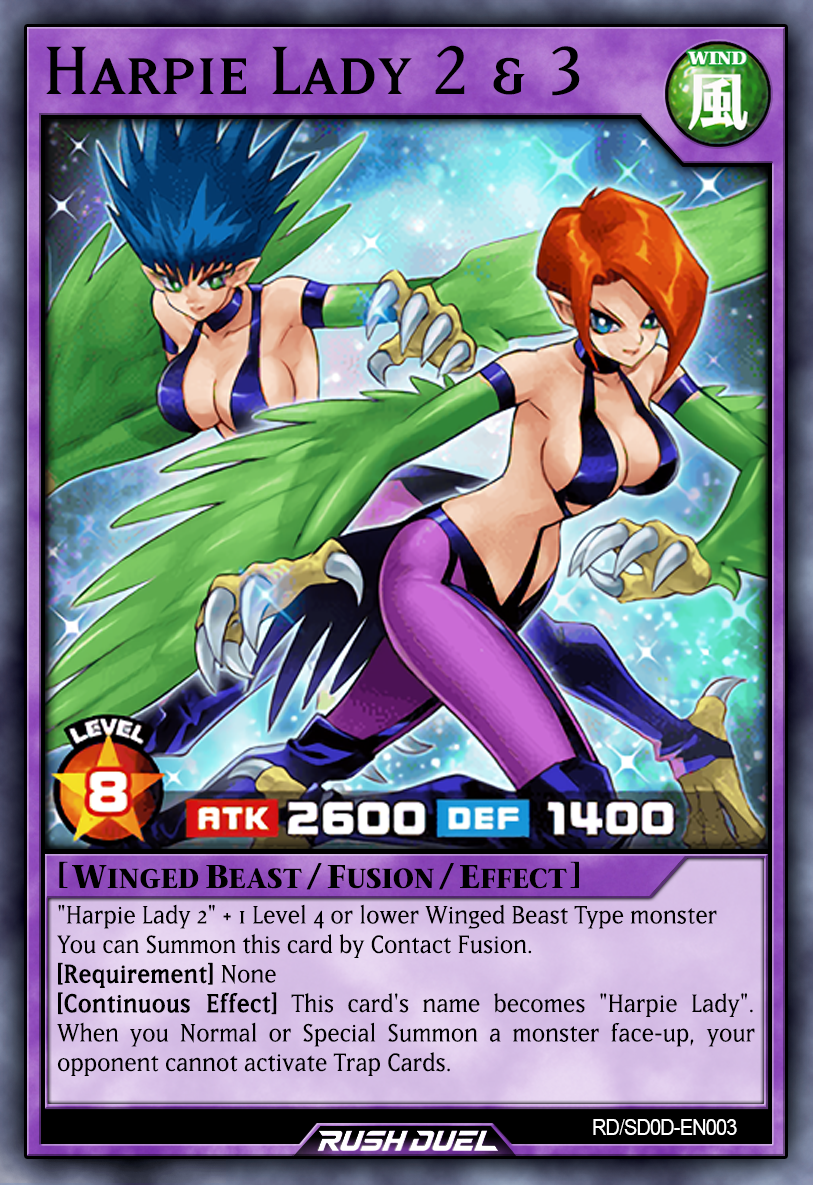 Harpie Lady 2 & 3
WIND
風
LEVEL
8
ATK 2600 DEF 1400
[Winged Beast / Fusion / Effect]
"Harpie Lady 2" + 1 Level 4 or lower Winged Beast Type monster
You can Summon this card by Contact Fusion.
[Requirement] None
[Continuous Effect] This card's name becomes "Harpie Lady".
When you Normal or Special Summon a monster face-up, your
opponent cannot activate Trap Cards.
RD/SD0D-EN003
RUSH DUEL